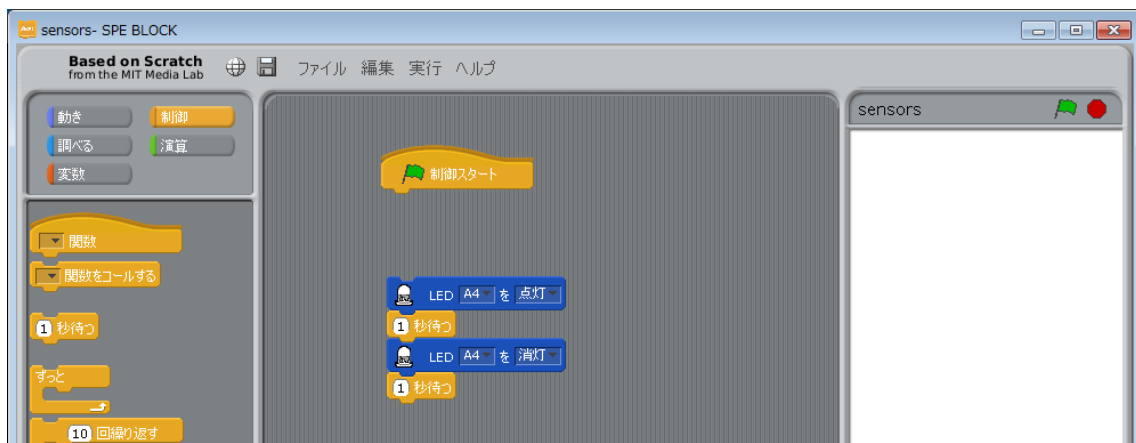 sensors- SPE BLOCK
Based on Scratch
from the MIT Media Lab
ファイル 編集 実行 ヘルプ
動き 制御
調べる 演算
変数
関数
関数をコールする
1 秒待つ
ずっと
10 回繰り返す
制御スタート
LED A4 を 点灯
1 秒待つ
LED A4 を 消灯
1 秒待つ
sensors